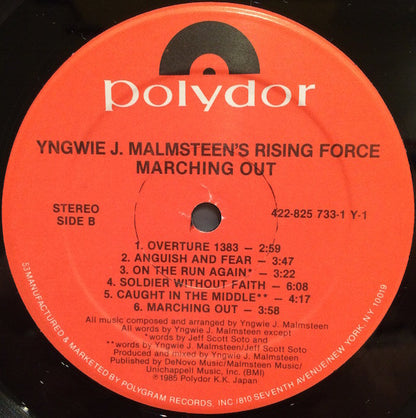 polydor
YNGWIE J. MALMSTEEN'S RISING FORCE
MARCHING OUT
STEREO
SIDE B
422-825 733-1 Y-1
1. OVERTURE 1383 — 2:59
2. ANGUISH AND FEAR — 3:47
3. ON THE RUN AGAIN* — 3:22
4. SOLDIER WITHOUT FAITH — 6:08
5. CAUGHT IN THE MIDDLE** — 4:17
6. MARCHING OUT — 3:58
All music composed and arranged by Yngwie J. Malmsteen
All words by Yngwie J. Malmsteen except
*words by Jeff Scott Soto and
**words by Yngwie J. Malmsteen/Jeff Scott Soto
Produced and mixed by Yngwie J. Malmsteen
Published by DeNovo Music/Malmsteen Music/
Unichappell Music, Inc. (BMI)
℗1985 Polydor K.K. Japan
53 MANUFACTURED & MARKETED BY POLYGRAM RECORDS, INC./810 SEVENTH AVENUE/NEW YORK, NY 10019